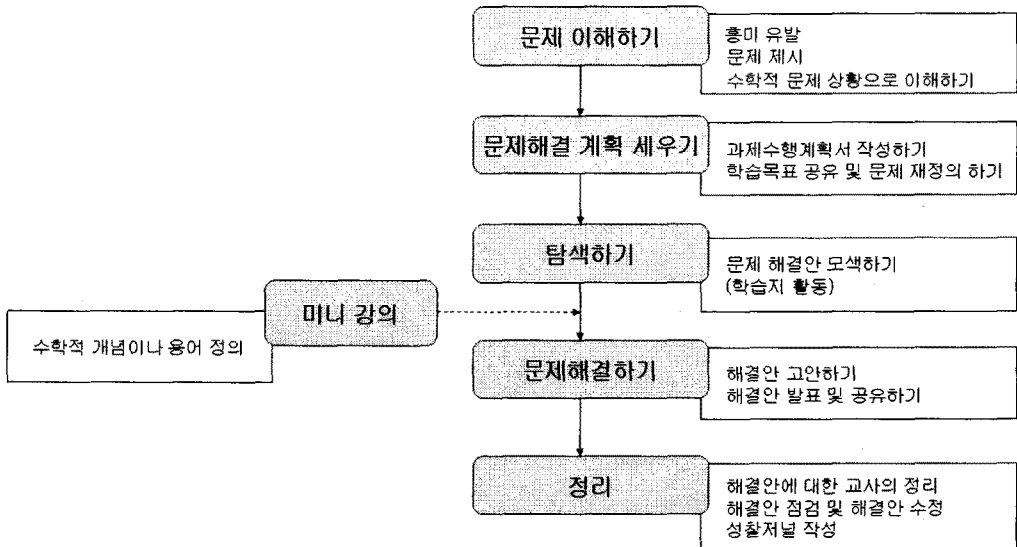 문제 이해하기
흥미 유발
문제 제시
수학적 문제 상황으로 이해하기
문제해결 계획 세우기
과제수행계획서 작성하기
학습목표 공유 및 문제 재정의 하기
탐색하기
문제 해결안 모색하기
(학습지 활동)
미니 강의
수학적 개념이나 용어 정의
문제해결하기
해결안 고안하기
해결안 발표 및 공유하기
정리
해결안에 대한 교사의 정리
해결안 점검 및 해결안 수정
성찰저널 작성